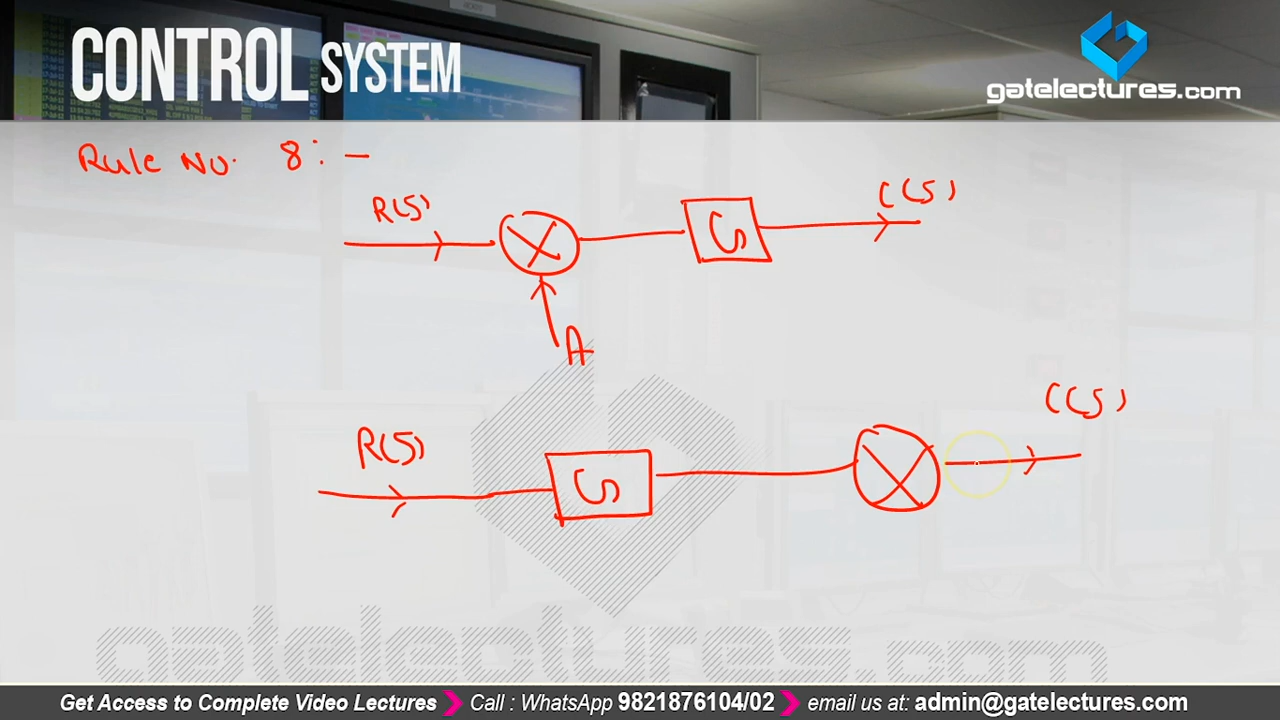 CONTROL SYSTEM
gatelectures.com
Rule No. 8:-
R(S)
C(S)
G
A
R(S)
C(S)
G
gatelectures.com
Get Access to Complete Video Lectures Call : WhatsApp 9821876104/02 email us at: admin@gatelectures.com